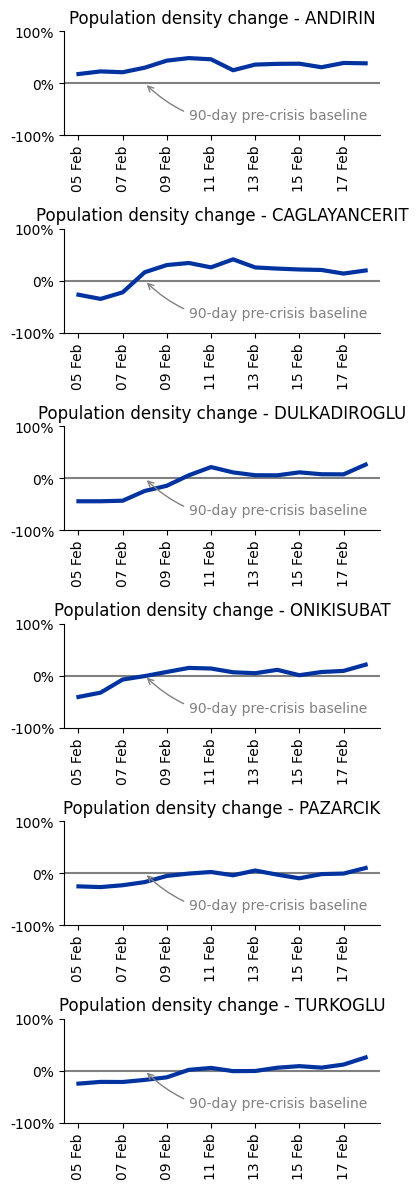 Population density change - ANDIRIN
100%
0%
-100%
90-day pre-crisis baseline
05 Feb
07 Feb
09 Feb
11 Feb
13 Feb
15 Feb
17 Feb
Population density change - CAGLAYANCERIT
100%
0%
-100%
90-day pre-crisis baseline
05 Feb
07 Feb
09 Feb
11 Feb
13 Feb
15 Feb
17 Feb
Population density change - DULKADIROGLU
100%
0%
-100%
90-day pre-crisis baseline
05 Feb
07 Feb
09 Feb
11 Feb
13 Feb
15 Feb
17 Feb
Population density change - ONIKISUBAT
100%
0%
-100%
90-day pre-crisis baseline
05 Feb
07 Feb
09 Feb
11 Feb
13 Feb
15 Feb
17 Feb
Population density change - PAZARCIK
100%
0%
-100%
90-day pre-crisis baseline
05 Feb
07 Feb
09 Feb
11 Feb
13 Feb
15 Feb
17 Feb
Population density change - TURKOGLU
100%
0%
-100%
90-day pre-crisis baseline
05 Feb
07 Feb
09 Feb
11 Feb
13 Feb
15 Feb
17 Feb